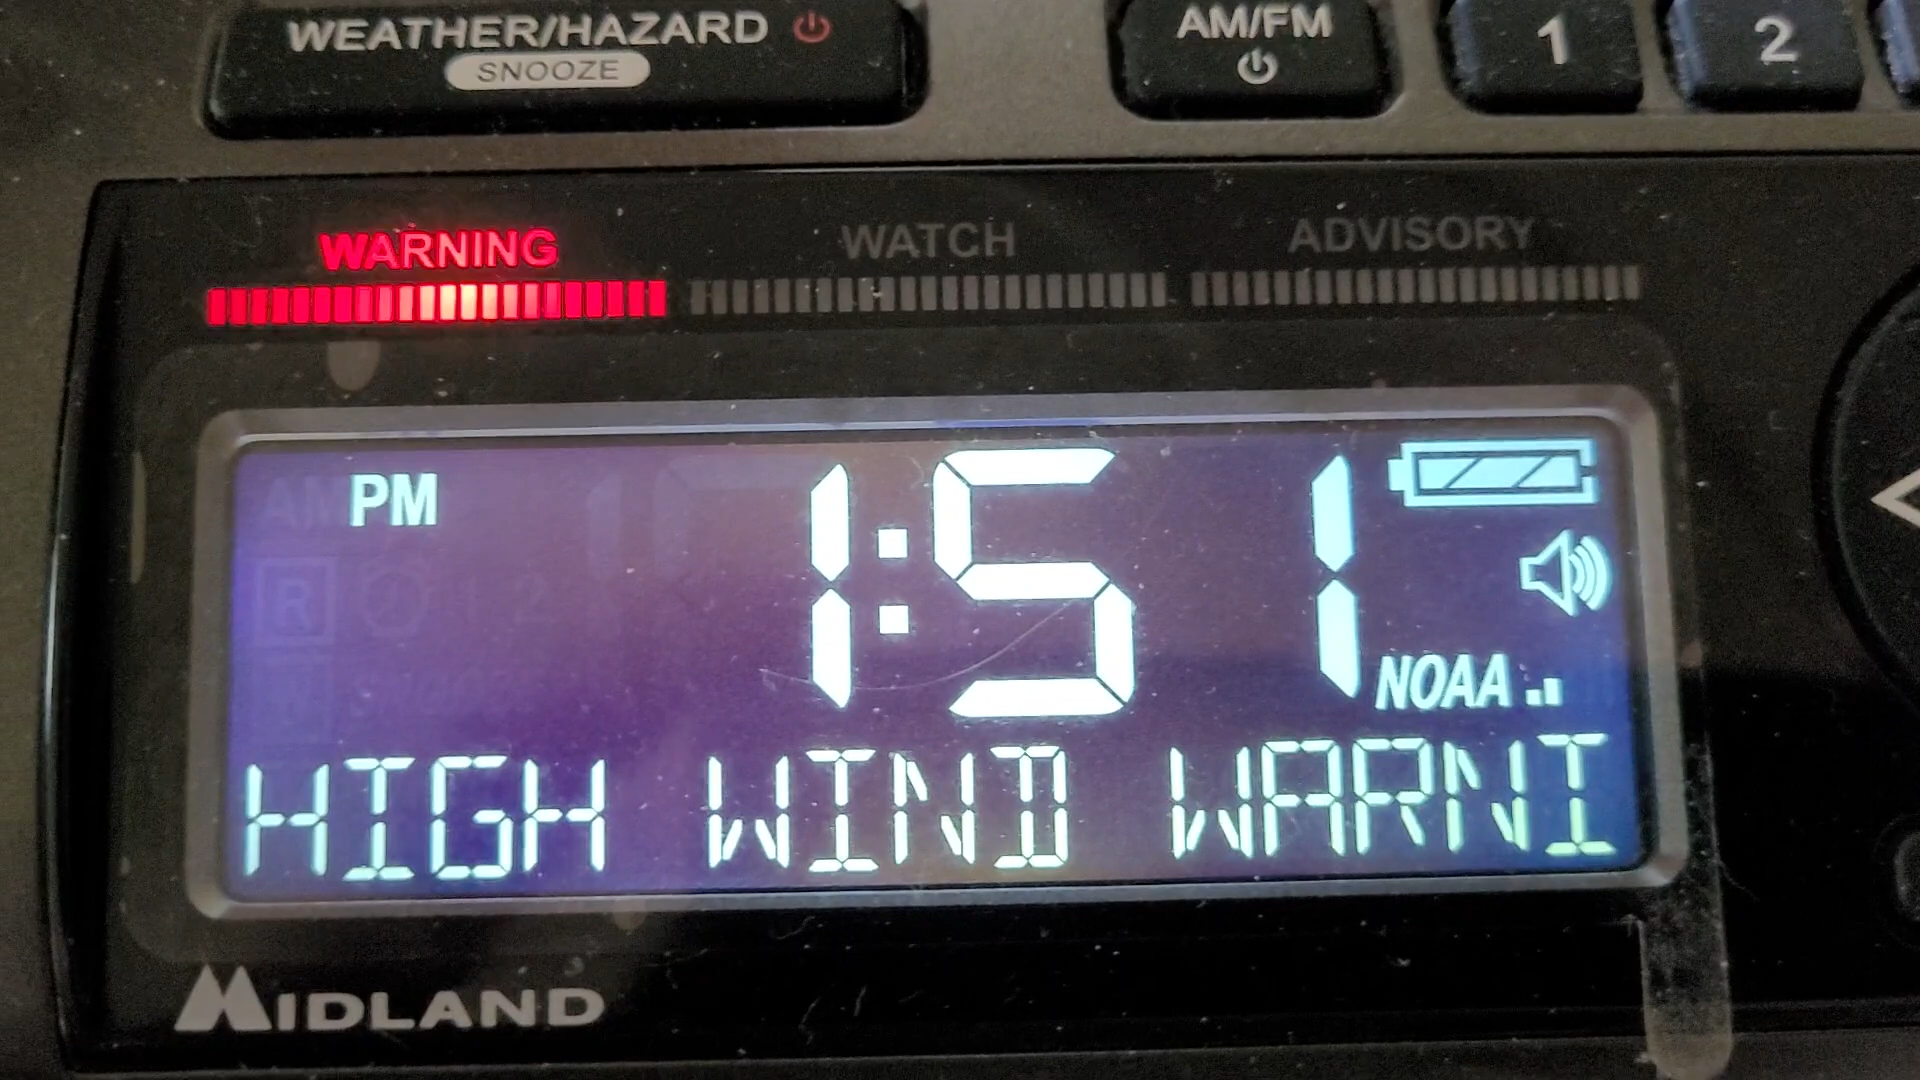 WEATHER/HAZARD
SNOOZE
AM/FM
1
2
WARNING
WATCH
ADVISORY
PM
1:51
NOAA
HIGH WIND WARNI
MIDLAND